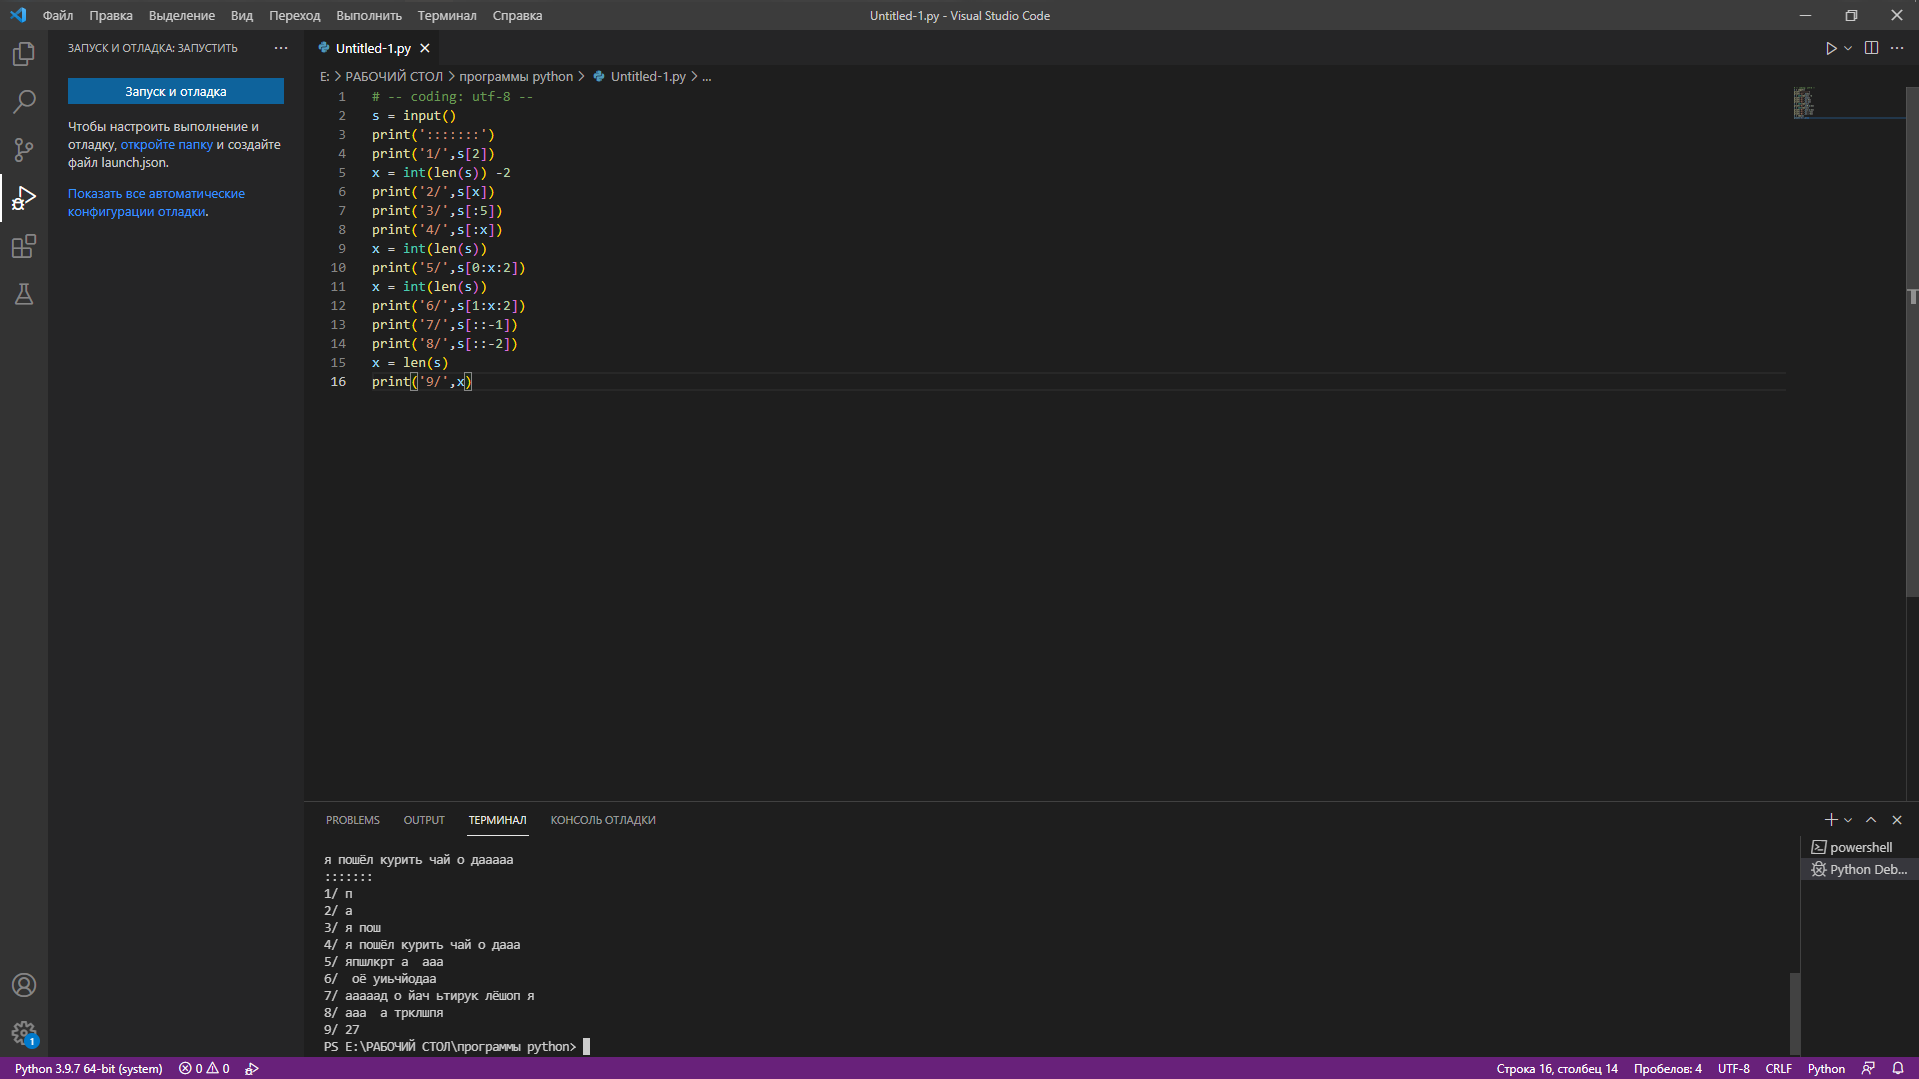 Файл Правка Выделение Вид Переход Выполнить Терминал Справка
Untitled-1.py - Visual Studio Code
ЗАПУСК И ОТЛАДКА: ЗАПУСТИТЬ
Запуск и отладка
Чтобы настроить выполнение и
отладку, откройте папку и создайте
файл launch.json.
Показать все автоматические
конфигурации отладки.
Untitled-1.py
E: > РАБОЧИЙ СТОЛ > программы python > Untitled-1.py > ...
1 # -- coding: utf-8 --
2 s = input()
3 print(':::::::')
4 print('1/',s[2])
5 x = int(len(s)) -2
6 print('2/',s[x])
7 print('3/',s[:5])
8 print('4/',s[:x])
9 x = int(len(s))
10 print('5/',s[0:x:2])
11 x = int(len(s))
12 print('6/',s[1:x:2])
13 print('7/',s[::-1])
14 print('8/',s[::-2])
15 x = len(s)
16 print('9/',x)
PROBLEMS OUTPUT ТЕРМИНАЛ КОНСОЛЬ ОТЛАДКИ
я пошёл курить чай о дааааа
:::::::
1/ п
2/ а
3/ я пош
4/ я пошёл курить чай о дааа
5/ япшлкрт а  ааа
6/  оё уиьчйодаа
7/ аааaад о йач ьтирук лёшоп я
8/ ааа  а трклшпя
9/ 27
PS E:\РАБОЧИЙ СТОЛ\программы python>
powershell
Python Deb...
1
Python 3.9.7 64-bit (system) 0 0
Строка 16, столбец 14 Пробелов: 4 UTF-8 CRLF Python